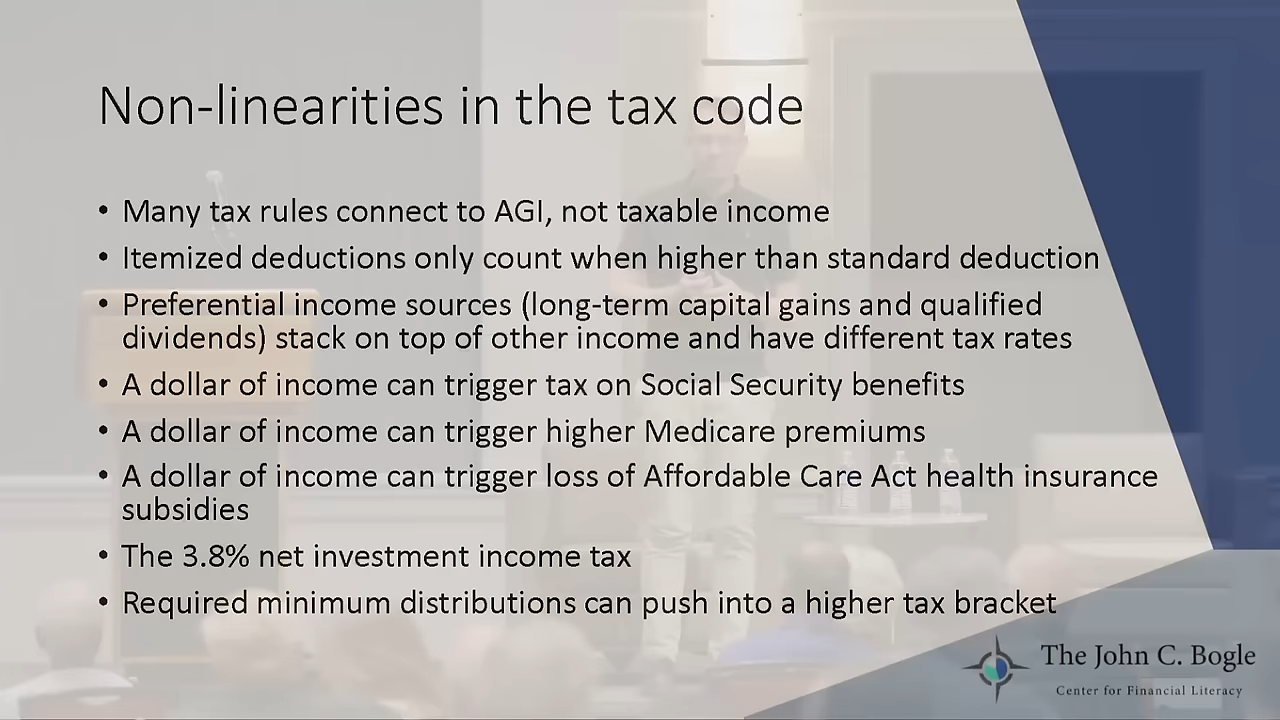 Non-linearities in the tax code
• Many tax rules connect to AGI, not taxable income
• Itemized deductions only count when higher than standard deduction
• Preferential income sources (long-term capital gains and qualified
dividends) stack on top of other income and have different tax rates
• A dollar of income can trigger tax on Social Security benefits
• A dollar of income can trigger higher Medicare premiums
• A dollar of income can trigger loss of Affordable Care Act health insurance
subsidies
• The 3.8% net investment income tax
• Required minimum distributions can push into a higher tax bracket
The John C. Bogle
Center for Financial Literacy